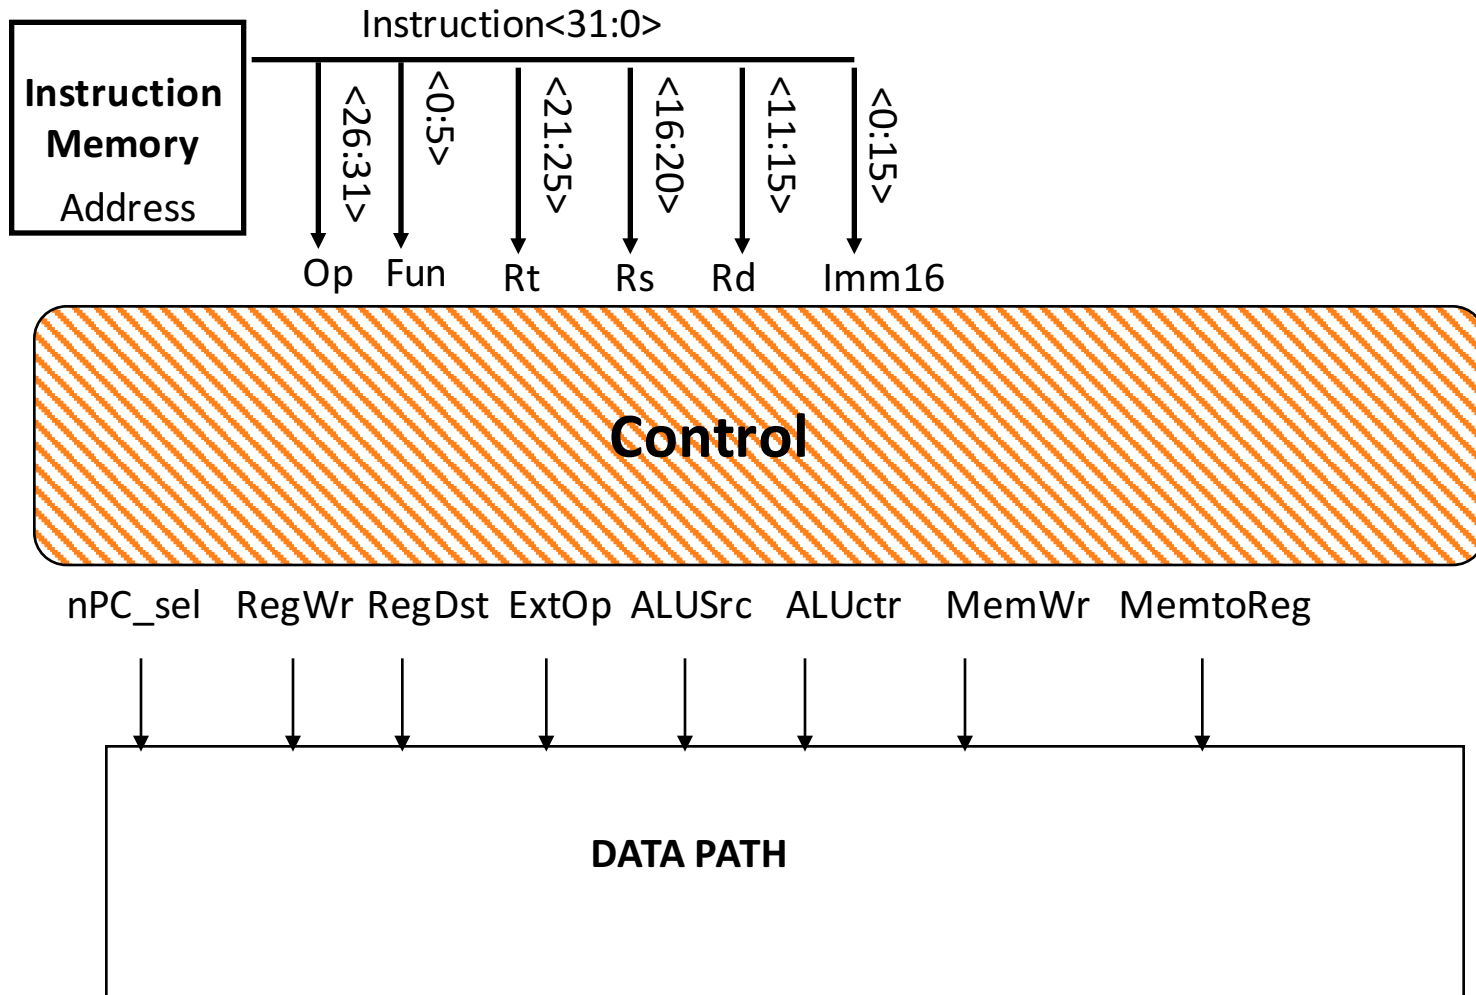 Instruction<31:0>
Instruction
Memory
Address
<26:31>
<0:5>
<21:25>
<16:20>
<11:15>
<0:15>
Op Fun Rt Rs Rd Imm16
Control
nPC_sel RegWr RegDst ExtOp ALUSrc ALUctr MemWr MemtoReg
DATA PATH